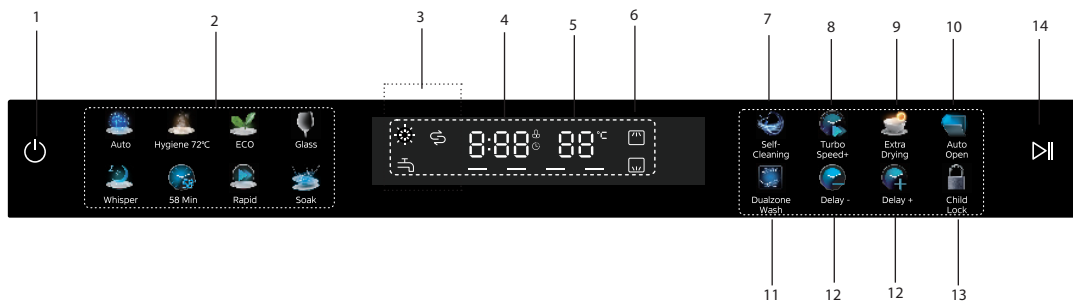 1
2
3
4
5
6
7
8
9
10
14
Auto
Hygiene 72℃
ECO
Glass
Whisper
58 Min
Rapid
Soak
8:88
88
℃
Self-
Cleaning
Turbo
Speed+
Extra
Drying
Auto
Open
Dualzone
Wash
Delay -
Delay +
Child
Lock
11
12
12
13